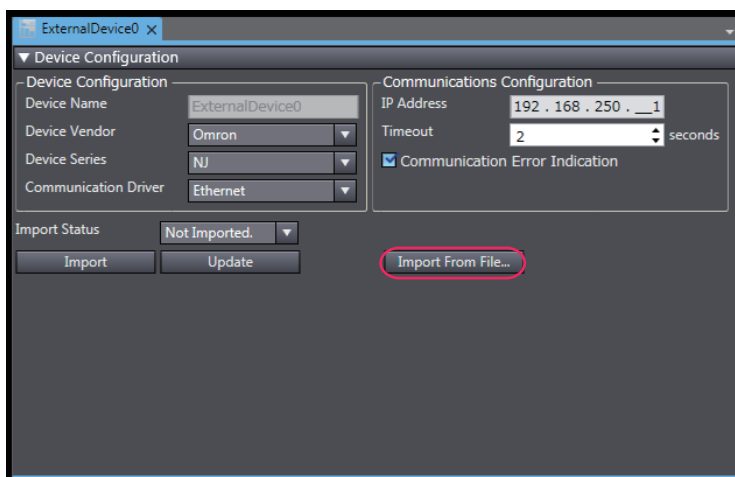 ExternalDevice0
Device Configuration
Device Configuration
Device Name ExternalDevice0
Device Vendor Omron
Device Series NJ
Communication Driver Ethernet
Communications Configuration
IP Address 192 . 168 . 250 . __1
Timeout 2 seconds
Communication Error Indication
Import Status Not Imported.
Import Update Import From File...